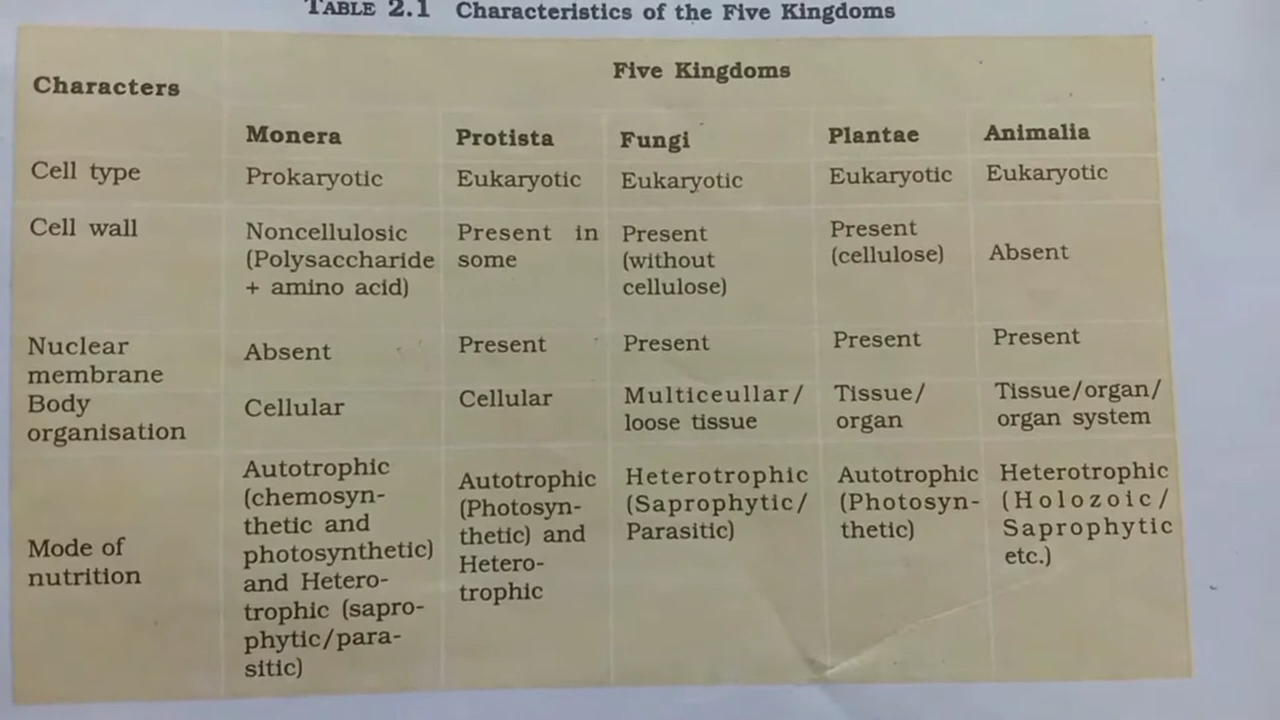 TABLE 2.1 Characteristics of the Five Kingdoms
Characters
Five Kingdoms
Monera Protista Fungi Plantae Animalia
Cell type Prokaryotic Eukaryotic Eukaryotic Eukaryotic Eukaryotic
Cell wall
Noncellulosic
(Polysaccharide
+ amino acid)
Present in
some
Present
(without
cellulose)
Present
(cellulose)
Absent
Nuclear
membrane
Absent
Present
Present
Present
Present
Body
organisation
Cellular
Cellular
Multiceullar/
loose tissue
Tissue/
organ
Tissue/organ/
organ system
Mode of
nutrition
Autotrophic
(chemosyn-
thetic and
photosynthetic)
and Hetero-
trophic (sapro-
phytic/para-
sitic)
Autotrophic
(Photosyn-
thetic) and
Hetero-
trophic
Heterotrophic
(Saprophytic/
Parasitic)
Autotrophic
(Photosyn-
thetic)
Heterotrophic
(Holozoic/
Saprophytic
etc.)